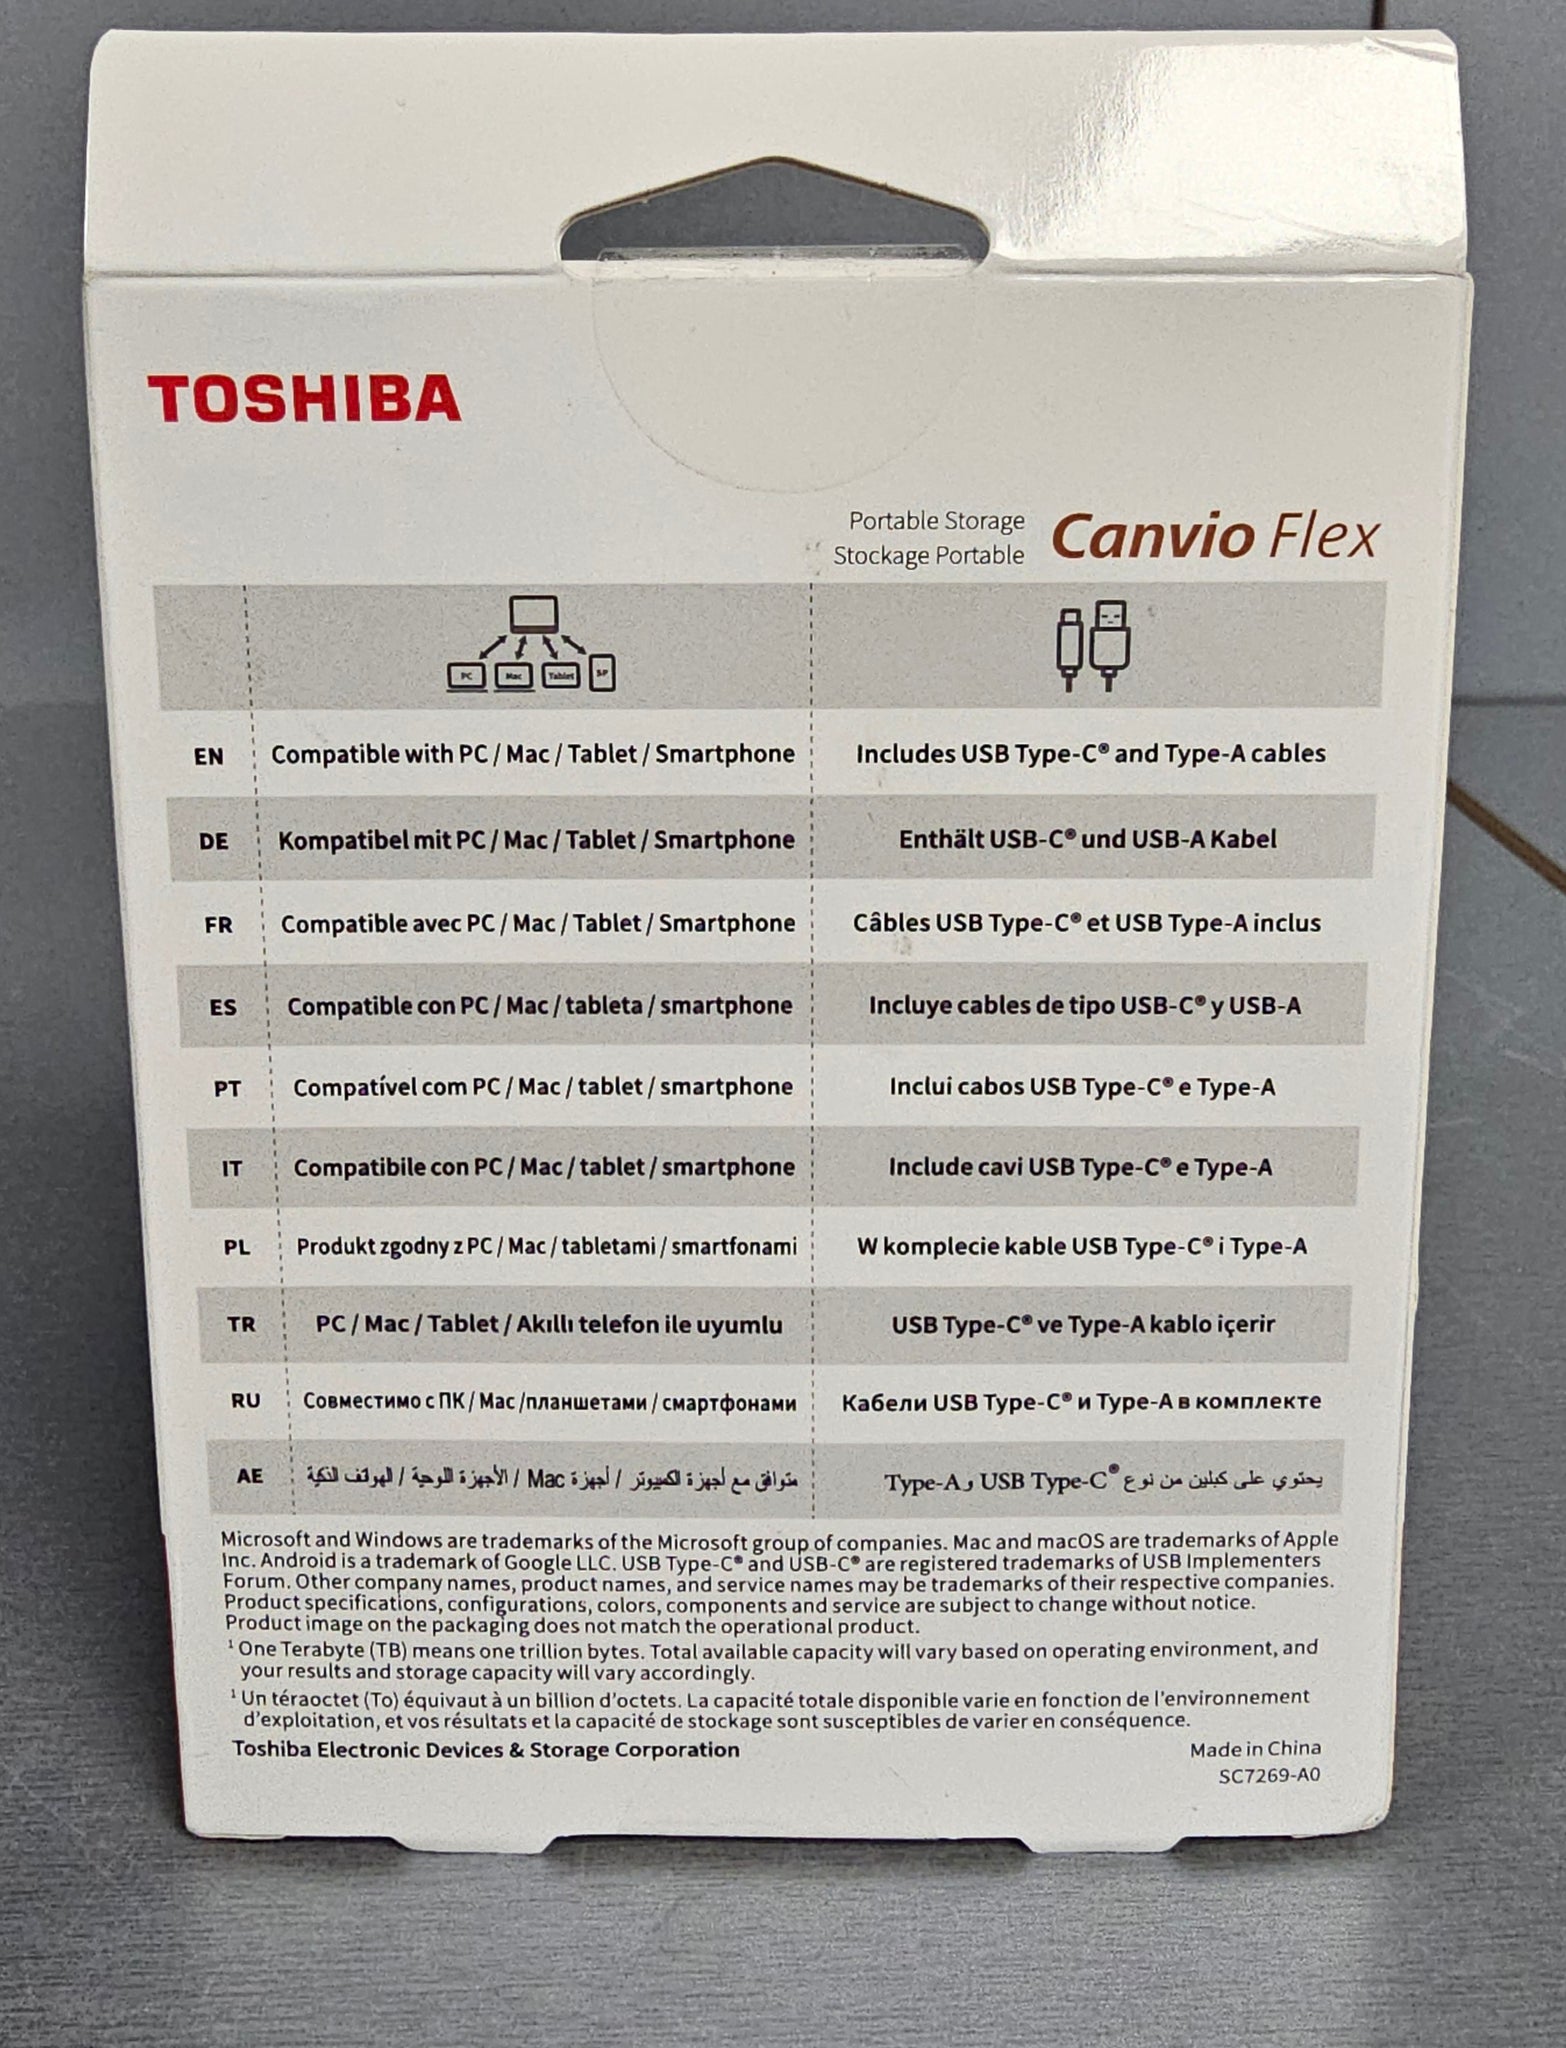 TOSHIBA
Portable Storage
Stockage Portable
Canvio Flex
PC Mac Tablet SP
EN Compatible with PC / Mac / Tablet / Smartphone Includes USB Type-C® and Type-A cables
DE Kompatibel mit PC / Mac / Tablet / Smartphone Enthält USB-C® und USB-A Kabel
FR Compatible avec PC / Mac / Tablet / Smartphone Câbles USB Type-C® et USB Type-A inclus
ES Compatible con PC / Mac / tableta / smartphone Incluye cables de tipo USB-C® y USB-A
PT Compatível com PC / Mac / tablet / smartphone Inclui cabos USB Type-C® e Type-A
IT Compatibile con PC / Mac / tablet / smartphone Include cavi USB Type-C® e Type-A
PL Produkt zgodny z PC / Mac / tabletami / smartfonami W komplecie kable USB Type-C® i Type-A
TR PC / Mac / Tablet / Akıllı telefon ile uyumlu USB Type-C® ve Type-A kablo içerir
RU Совместимо с ПК / Mac /планшетами / смартфонами Кабели USB Type-C® и Type-A в комплекте
AE متوافق مع أجهزة الكمبيوتر / أجهزة Mac / الأجهزة اللوحية / الهواتف الذكية يحتوي على كبلين من نوع USB Type-C® و Type-A
Microsoft and Windows are trademarks of the Microsoft group of companies. Mac and macOS are trademarks of Apple
Inc. Android is a trademark of Google LLC. USB Type-C® and USB-C® are registered trademarks of USB Implementers
Forum. Other company names, product names, and service names may be trademarks of their respective companies.
Product specifications, configurations, colors, components and service are subject to change without notice.
Product image on the packaging does not match the operational product.
¹ One Terabyte (TB) means one trillion bytes. Total available capacity will vary based on operating environment, and
your results and storage capacity will vary accordingly.
¹ Un téraoctet (To) équivaut à un billion d'octets. La capacité totale disponible varie en fonction de l'environnement
d'exploitation, et vos résultats et la capacité de stockage sont susceptibles de varier en conséquence.
Toshiba Electronic Devices & Storage Corporation
Made in China
SC7269-A0